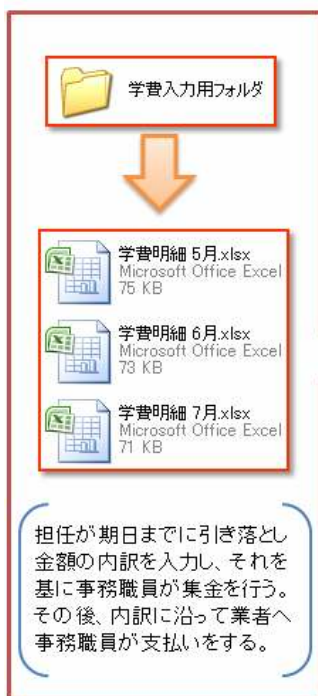 学費入力用フォルダ
学費明細 5月.xlsx
Microsoft Office Excel
75 KB
学費明細 6月.xlsx
Microsoft Office Excel
73 KB
学費明細 7月.xlsx
Microsoft Office Excel
71 KB
担任が期日までに引き落とし
金額の内訳を入力し、それを
基に事務職員が集金を行う。
その後、内訳に沿って業者へ
事務職員が支払いをする。